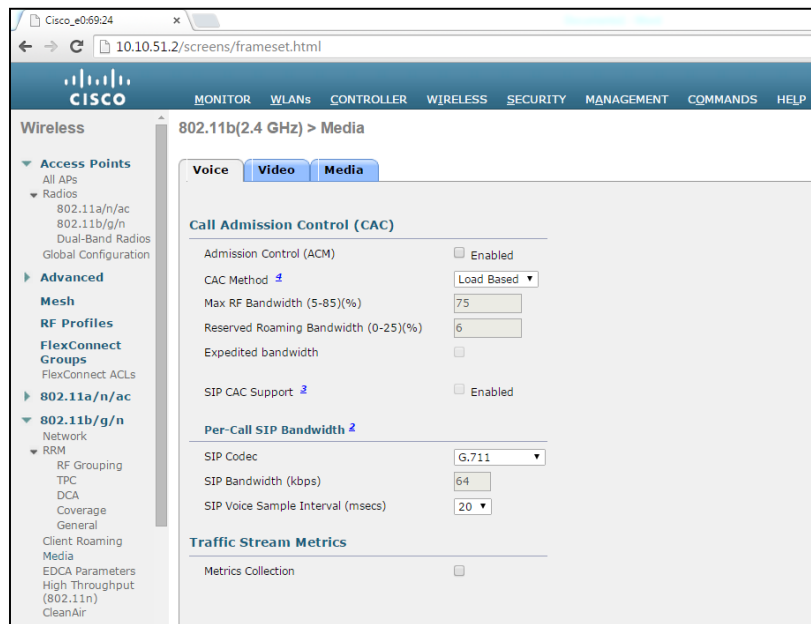 Cisco_e0:69:24
10.10.51.2/screens/frameset.html
CISCO
MONITOR WLANs CONTROLLER WIRELESS SECURITY MANAGEMENT COMMANDS HELP
Wireless
Access Points
All APs
Radios
802.11a/n/ac
802.11b/g/n
Dual-Band Radios
Global Configuration
Advanced
Mesh
RF Profiles
FlexConnect
Groups
FlexConnect ACLs
802.11a/n/ac
802.11b/g/n
Network
RRM
RF Grouping
TPC
DCA
Coverage
General
Client Roaming
Media
EDCA Parameters
High Throughput
(802.11n)
CleanAir
802.11b(2.4 GHz) > Media
Voice Video Media
Call Admission Control (CAC)
Admission Control (ACM) Enabled
CAC Method 4 Load Based
Max RF Bandwidth (5-85)(%) 75
Reserved Roaming Bandwidth (0-25)(%) 6
Expedited bandwidth
SIP CAC Support 3 Enabled
Per-Call SIP Bandwidth 2
SIP Codec G.711
SIP Bandwidth (kbps) 64
SIP Voice Sample Interval (msecs) 20
Traffic Stream Metrics
Metrics Collection